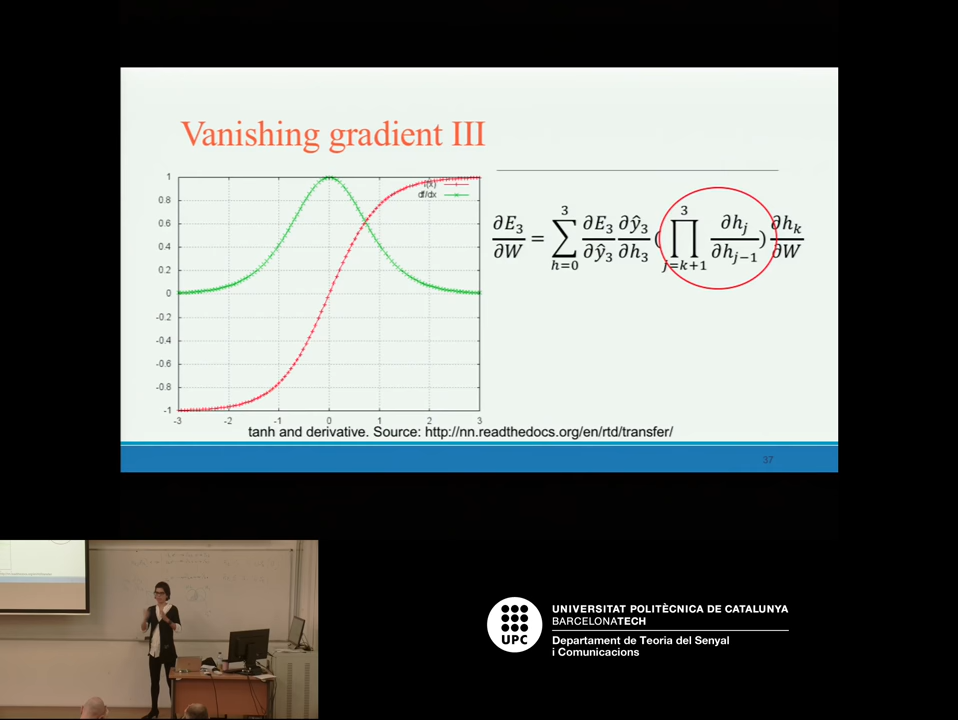 Vanishing gradient III
f(x)
df/dx
1
0.8
0.6
0.4
0.2
0
-0.2
-0.4
-0.6
-0.8
-1
-3 -2 -1 0 1 2 3
∂E₃/∂W = ∑_{h=0}^{3} ∂E₃/∂ŷ₃ ∂ŷ₃/∂h₃ (∏_{j=k+1}^{3} ∂h_j/∂h_{j−1}) ∂h_k/∂W
tanh and derivative. Source: http://nn.readthedocs.org/en/rtd/transfer/
37
UPC
UNIVERSITAT POLITÈCNICA DE CATALUNYA
BARCELONATECH
Departament de Teoria del Senyal
i Comunicacions